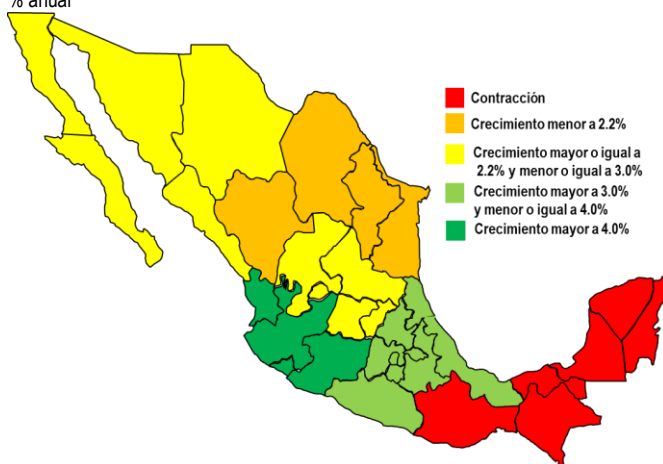 % anual
Contracción
Crecimiento menor a 2.2%
Crecimiento mayor o igual a
2.2% y menor o igual a 3.0%
Crecimiento mayor a 3.0%
y menor o igual a 4.0%
Crecimiento mayor a 4.0%